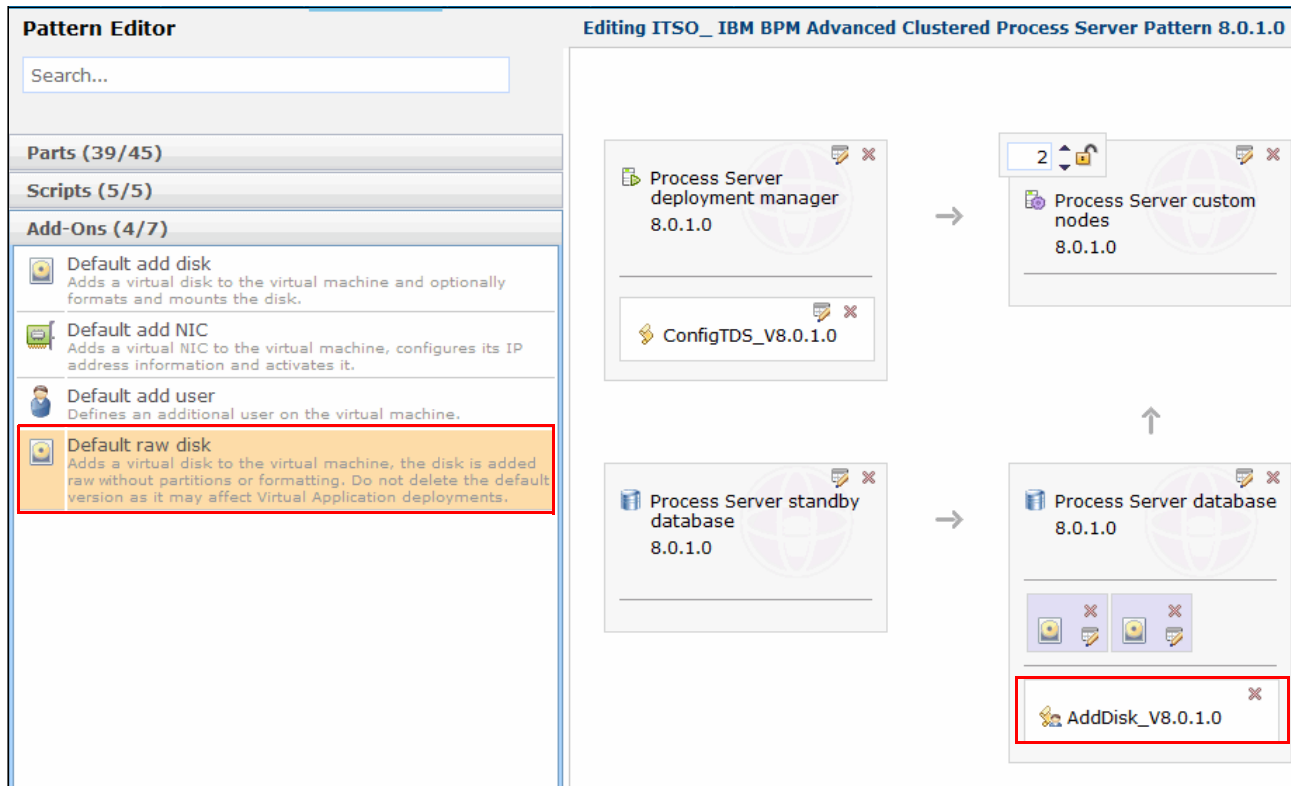 Pattern Editor
Search...
Parts (39/45)
Scripts (5/5)
Add-Ons (4/7)
Default add disk
Adds a virtual disk to the virtual machine and optionally
formats and mounts the disk.
Default add NIC
Adds a virtual NIC to the virtual machine, configures its IP
address information and activates it.
Default add user
Defines an additional user on the virtual machine.
Default raw disk
Adds a virtual disk to the virtual machine, the disk is added
raw without partitions or formatting. Do not delete the default
version as it may affect Virtual Application deployments.
Editing ITSO_ IBM BPM Advanced Clustered Process Server Pattern 8.0.1.0
Process Server
deployment manager
8.0.1.0
ConfigTDS_V8.0.1.0
2
Process Server custom
nodes
8.0.1.0
Process Server standby
database
8.0.1.0
Process Server database
8.0.1.0
AddDisk_V8.0.1.0